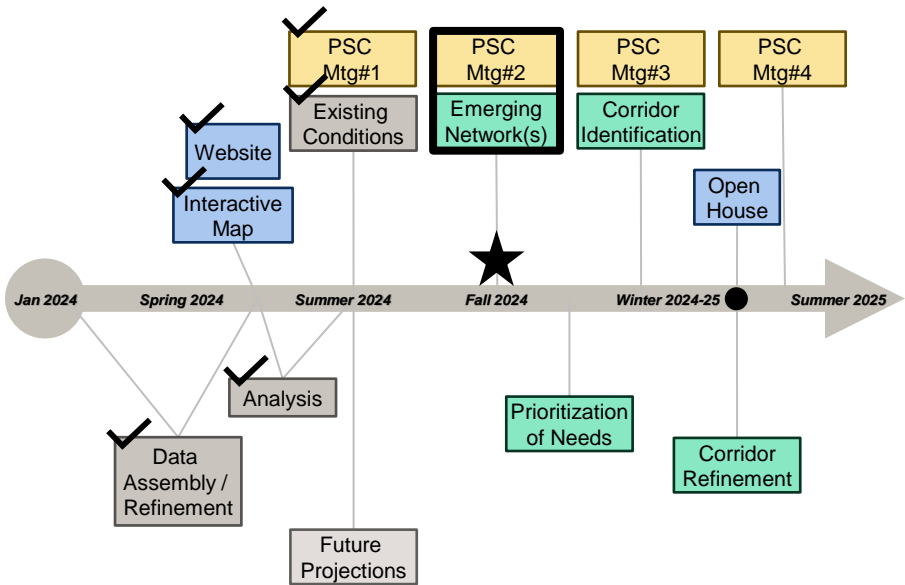 PSC
Mtg#1
PSC
Mtg#2
PSC
Mtg#3
PSC
Mtg#4
Existing
Conditions
Emerging
Network(s)
Corridor
Identification
Website
Interactive
Map
Open
House
Jan 2024
Spring 2024
Summer 2024
Fall 2024
Winter 2024-25
Summer 2025
Analysis
Prioritization
of Needs
Data
Assembly /
Refinement
Corridor
Refinement
Future
Projections